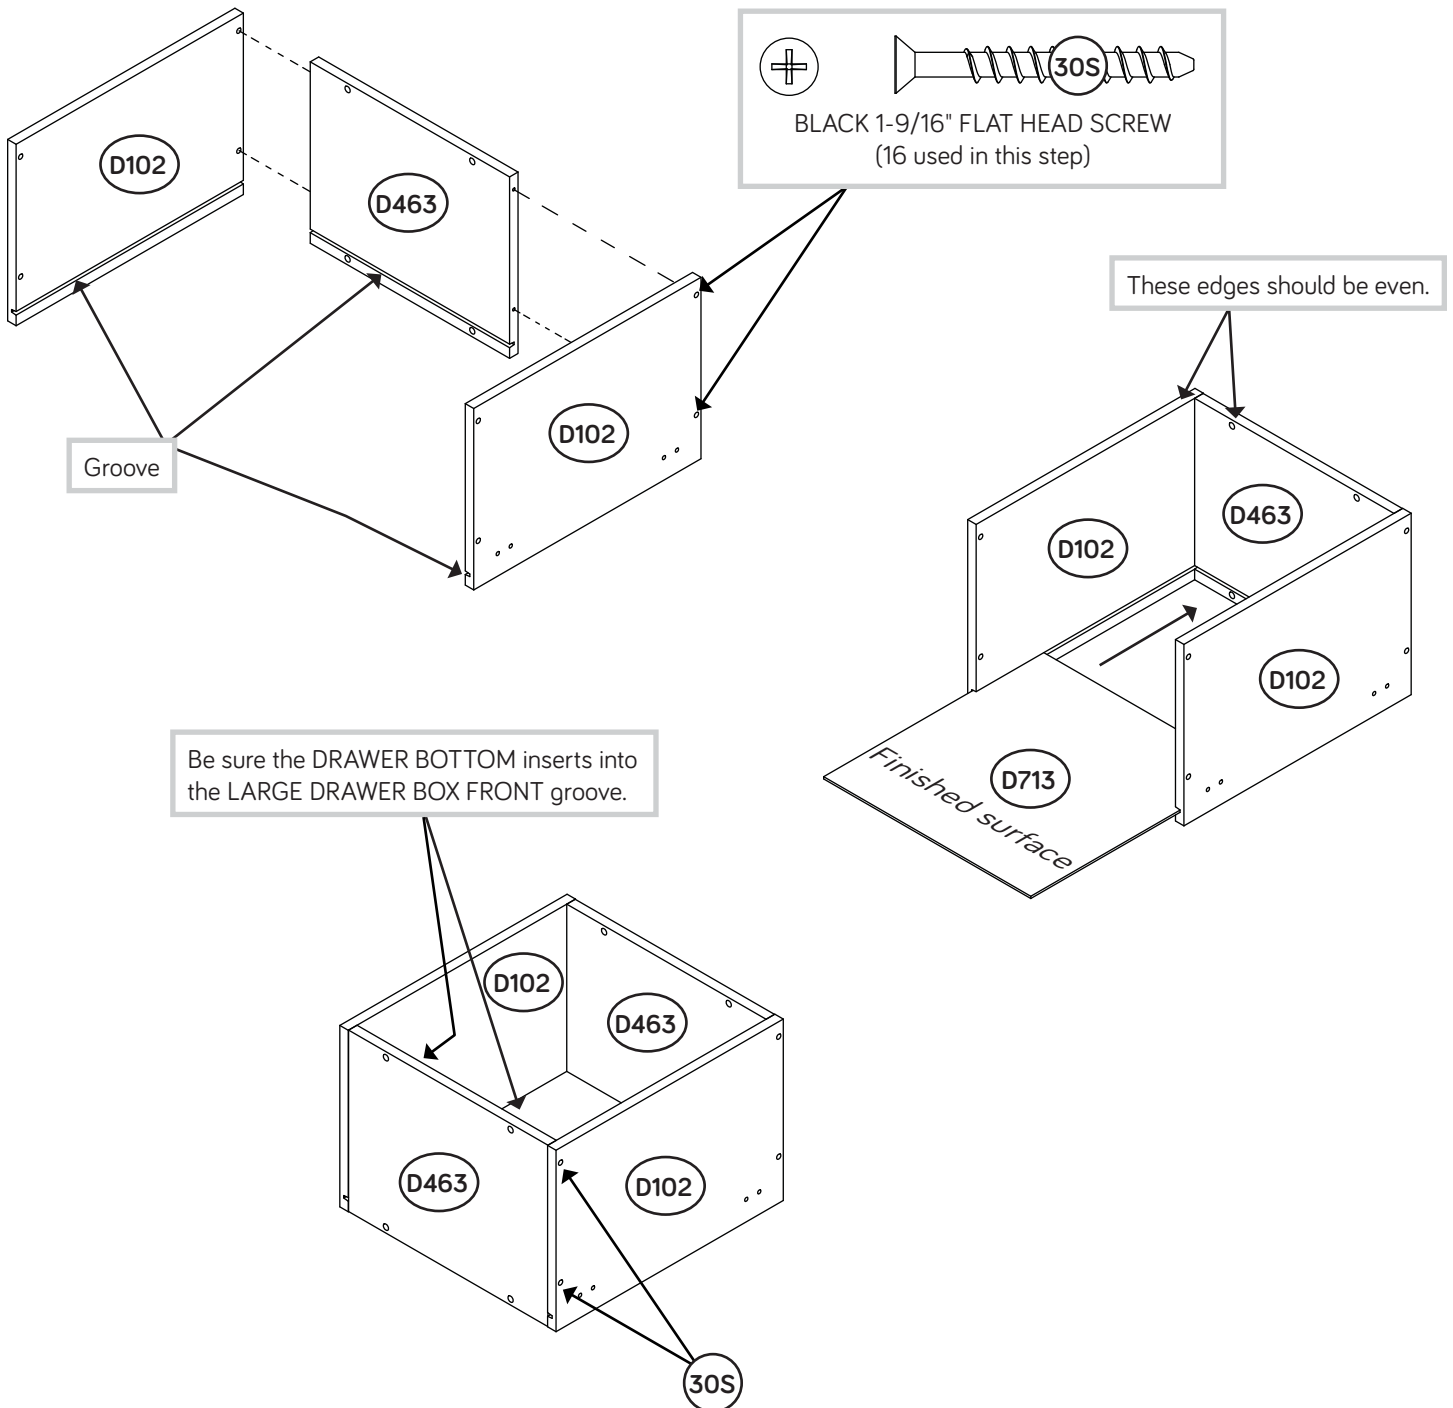 30S
BLACK 1-9/16" FLAT HEAD SCREW
(16 used in this step)
D102
D463
D102
Groove
These edges should be even.
D463
D102
D102
D713
Finished surface
Be sure the DRAWER BOTTOM inserts into
the LARGE DRAWER BOX FRONT groove.
D102
D463
D463
D102
30S